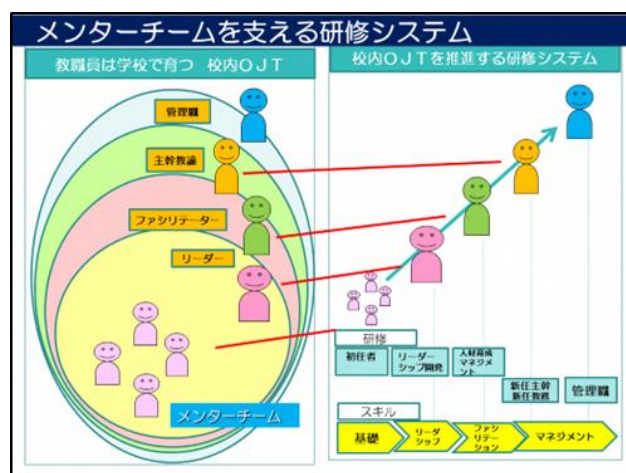 メンターチームを支える研修システム
教職員は学校で育つ 校内OJT
管理職
主幹教諭
ファシリテーター
リーダー
メンターチーム
校内OJTを推進する研修システム
研修
初任者
リーダー
シップ開発
人材育成
マネジメ
ント
新任主幹
新任教務
管理職
スキル
基礎
リーダ
シップ
ファシ
リテー
ション
マネジメント